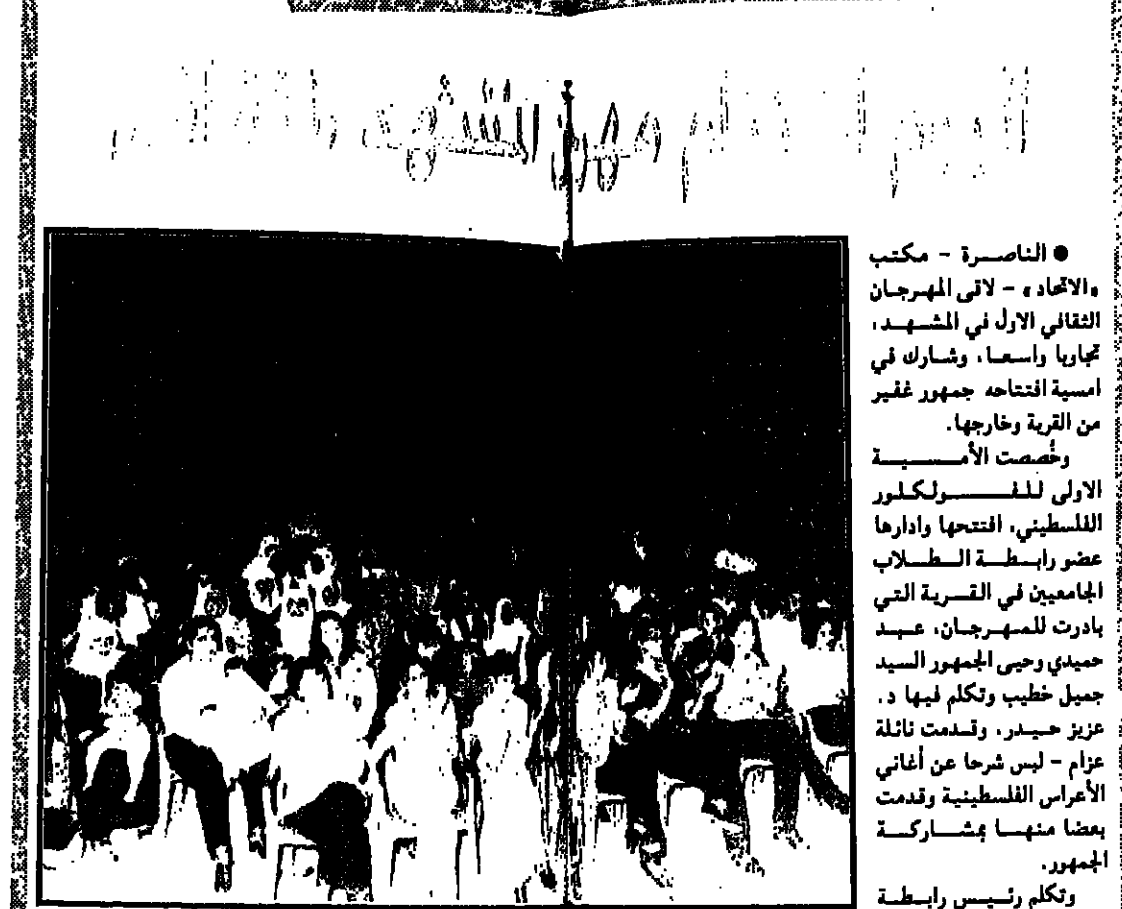 ● الناصرة - مكتب
«الاتحاد» - لاقى المهرجان
الثقافي الاول في المشهد،
تجاوبا واسعا، وشارك في
امسية افتتاحه جمهور غفير
من القرية وخارجها.
وخُصصت الأمسية
الاولى للفولكلور
الفلسطيني، افتتحها وادارها
عضو رابطة الطلاب
الجامعيين في القرية التي
بادرت للمهرجان، عبد
حميدي وحيى الجمهور السيد
جميل خطيب وتكلم فيها د.
عزيز حيدر، وقدمت نائلة
عزام - لبس شرحا عن أغاني
الأعراس الفلسطينية وقدمت
بعضا منها بمشاركة
الجمهور.
وتكلم رئيس رابطة